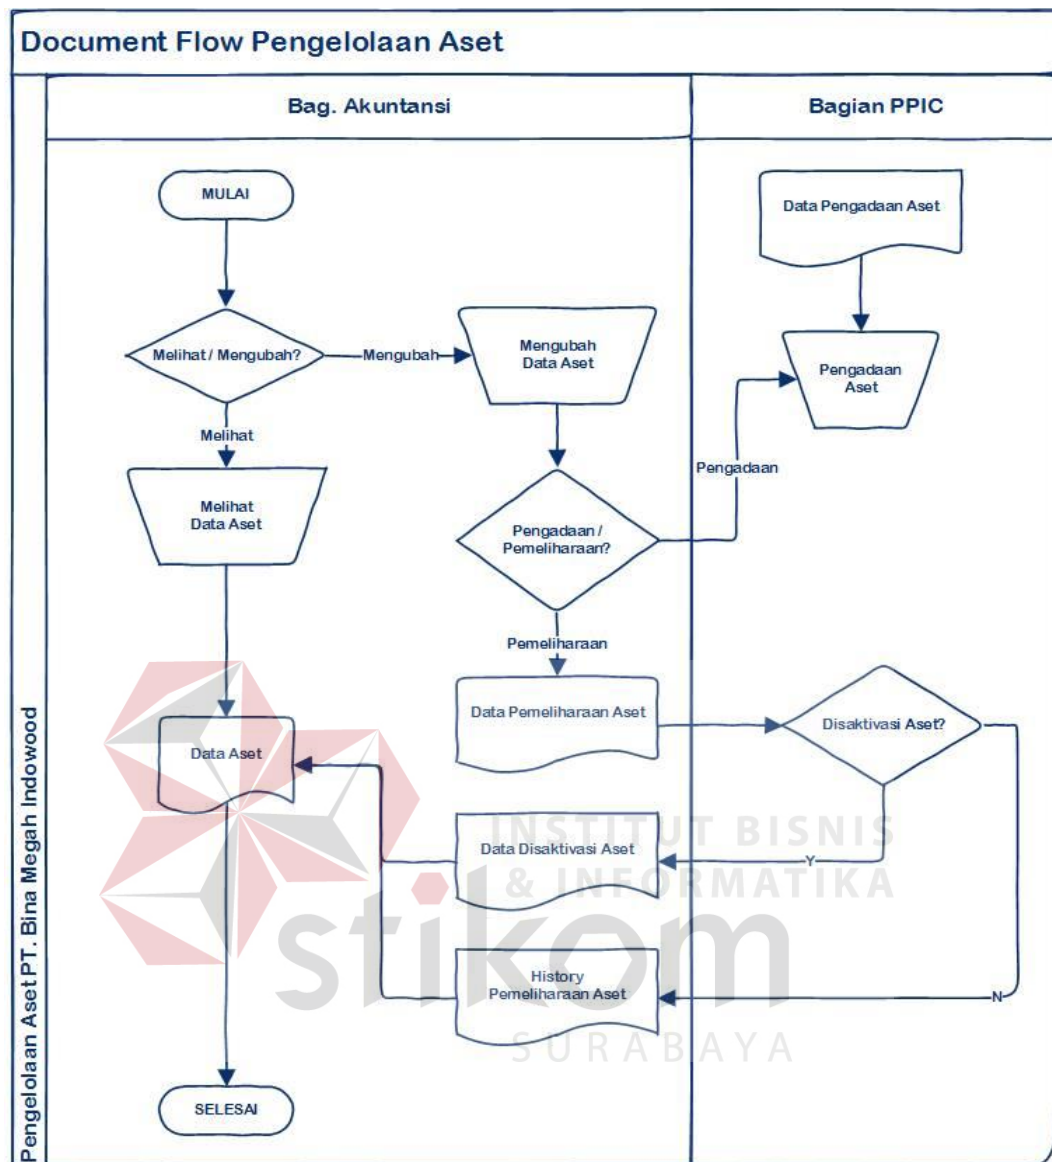 Document Flow Pengelolaan Aset
Bag. Akuntansi
Bagian PPIC
Pengelolaan Aset PT. Bina Megah Indowood
MULAI
Data Pengadaan Aset
Melihat / Mengubah?
Mengubah
Mengubah
Data Aset
Pengadaan
Aset
Melihat
Melihat
Data Aset
Pengadaan /
Pemeliharaan?
Pengadaan
Pemeliharaan
Data Pemeliharaan Aset
Disaktivasi Aset?
Data Aset
Data Disaktivasi Aset
Y
History
Pemeliharaan Aset
N
SELESAI
INSTITUT BISNIS
& INFORMATIKA
stikom
SURABAYA